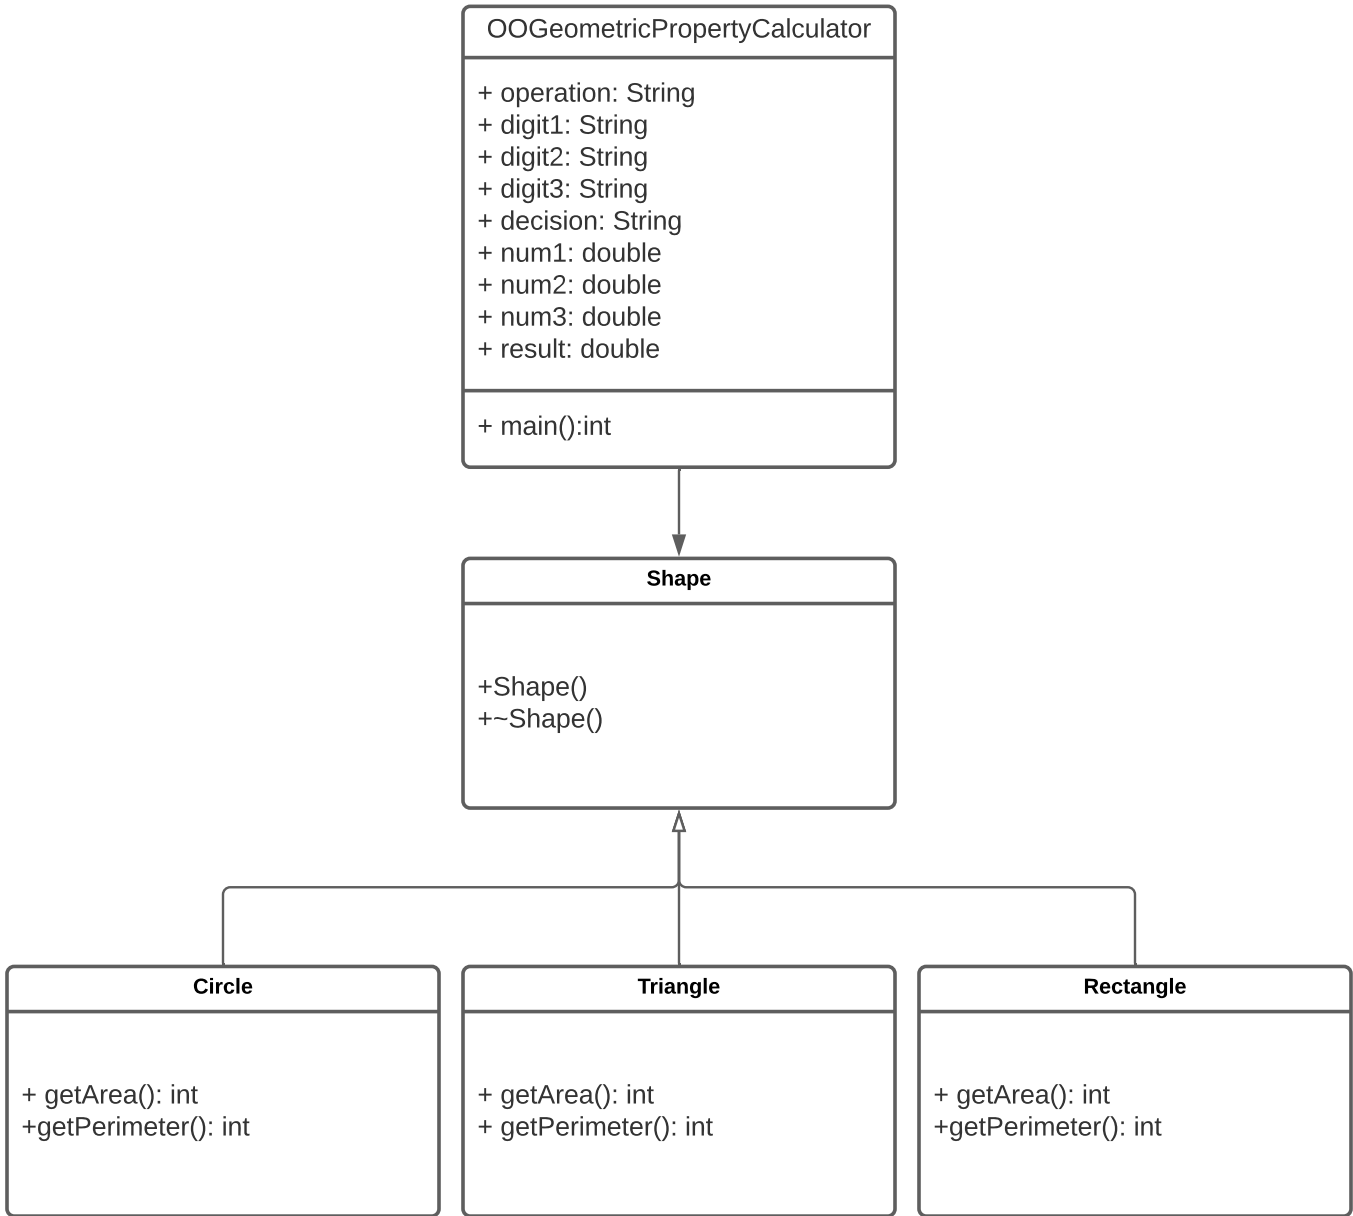 OOGeometricPropertyCalculator
+ operation: String
+ digit1: String
+ digit2: String
+ digit3: String
+ decision: String
+ num1: double
+ num2: double
+ num3: double
+ result: double
+ main():int
Shape
+Shape()
+~Shape()
Circle
+ getArea(): int
+getPerimeter(): int
Triangle
+ getArea(): int
+ getPerimeter(): int
Rectangle
+ getArea(): int
+getPerimeter(): int